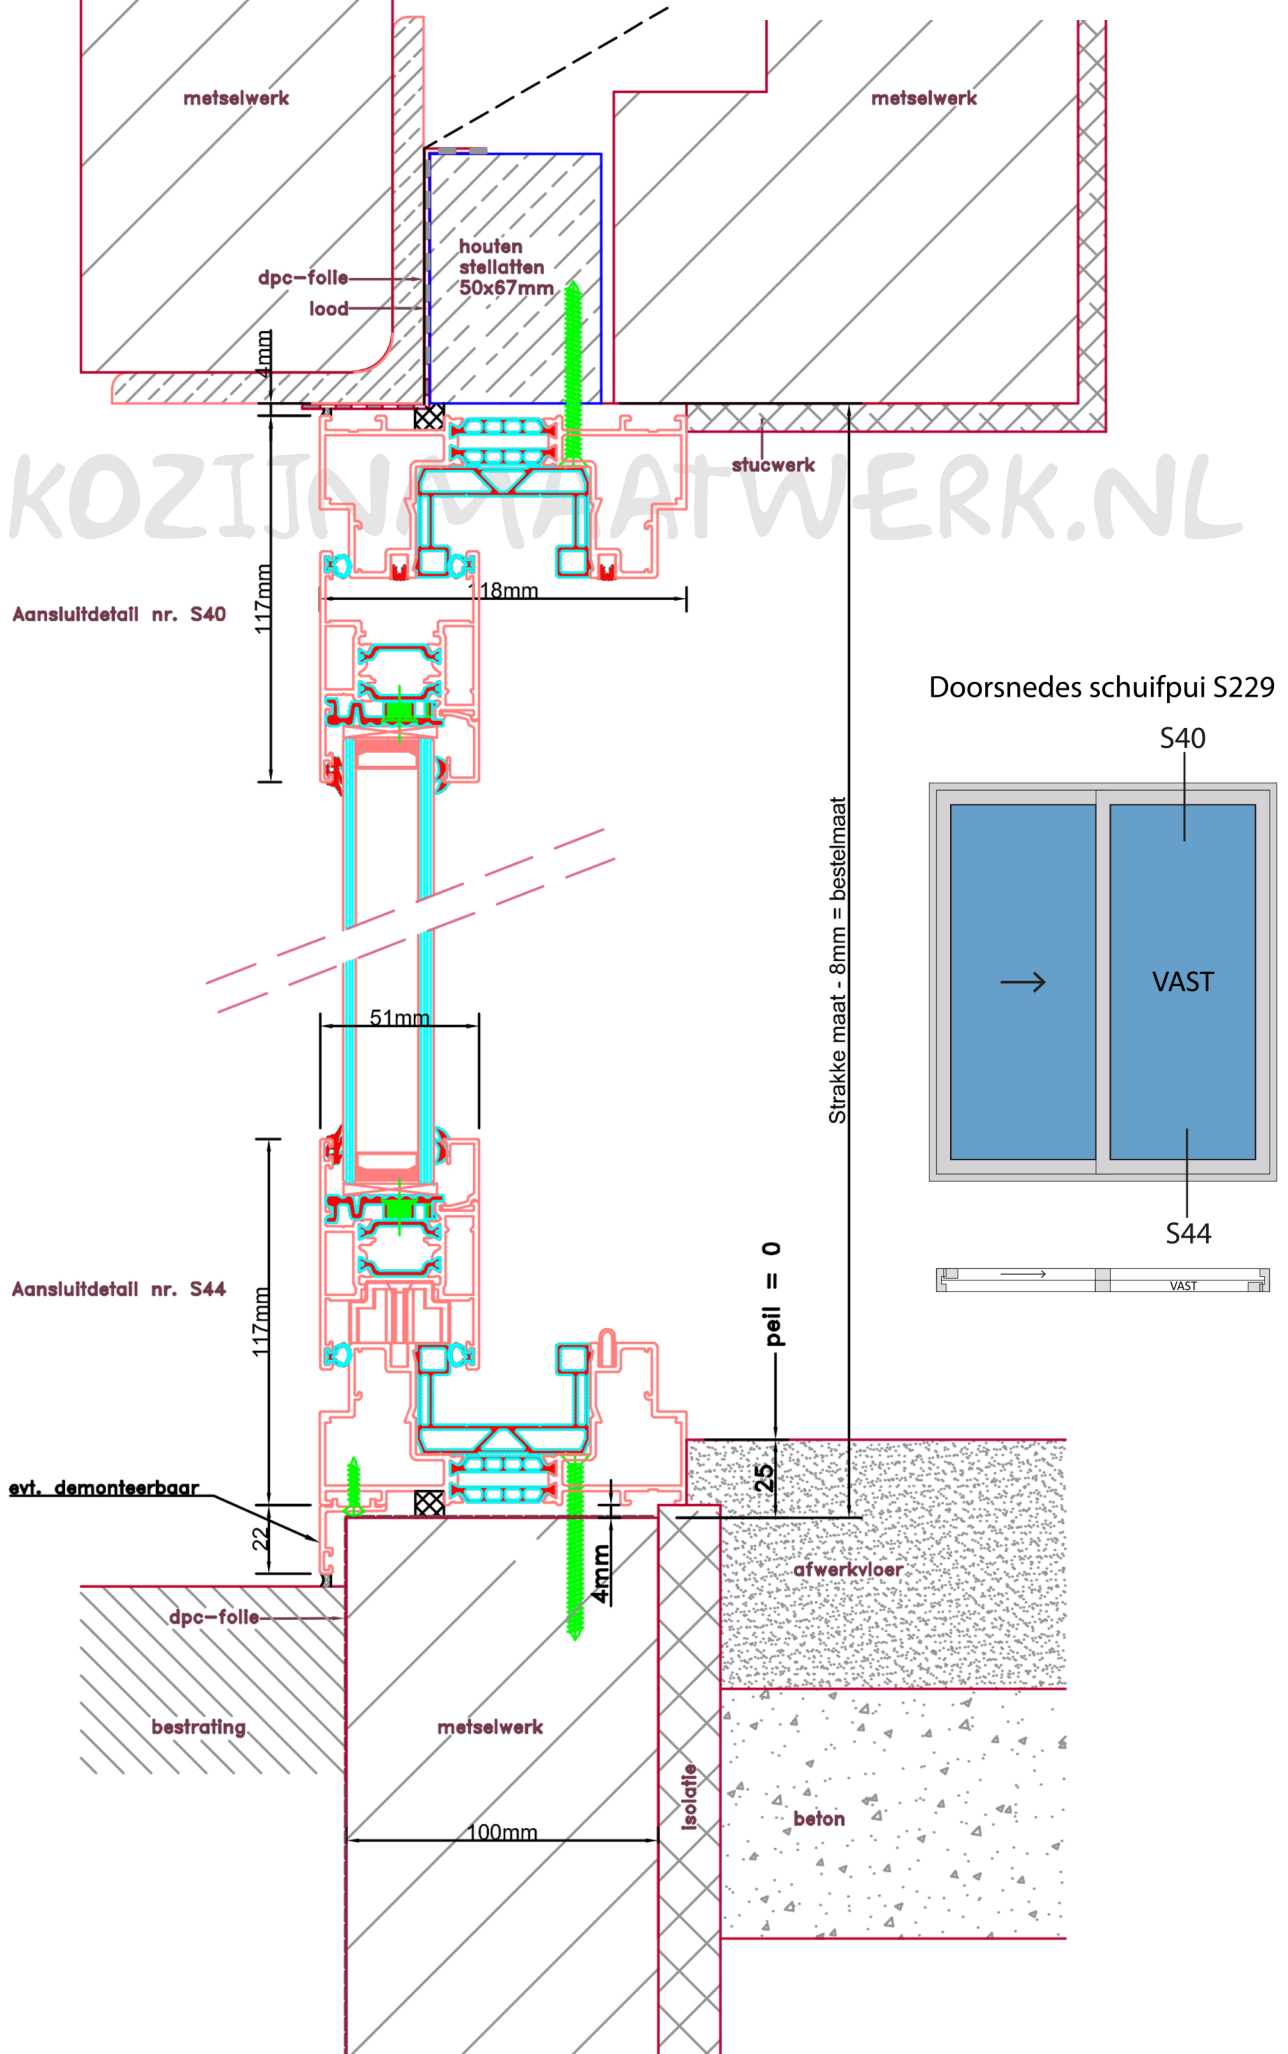 metselwerk
metselwerk
houten
stellatten
50x67mm
dpc-folie
lood
4mm
stucwerk
KOZIJNMAATWERK.NL
118mm
117mm
Aansluitdetail nr. S40
Doorsnedes schuifpui S229
S40
VAST
S44
VAST
Strakke maat - 8mm = bestelmaat
51mm
peil = 0
Aansluitdetail nr. S44
117mm
25
evt. demonteerbaar
22
4mm
afwerkvloer
dpc-folie
bestrating
metselwerk
isolatie
beton
100mm